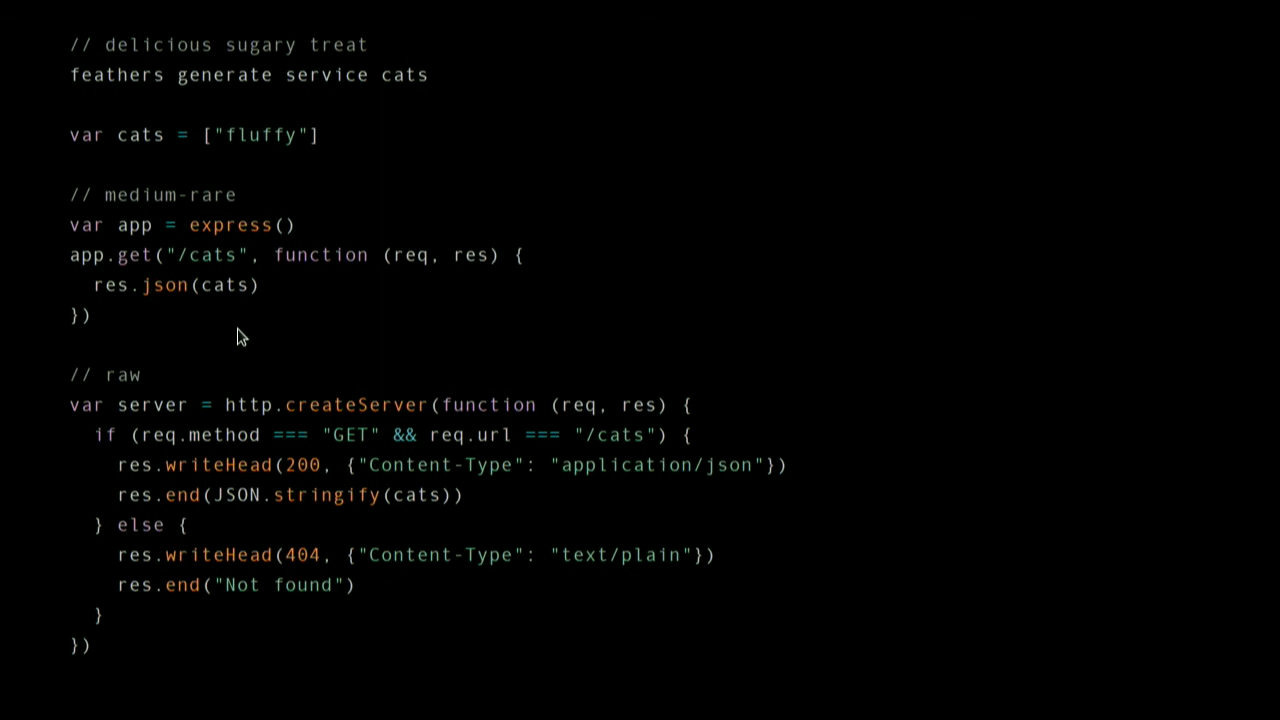 // delicious sugary treat
feathers generate service cats
var cats = ["fluffy"]
// medium-rare
var app = express()
app.get("/cats", function (req, res) {
  res.json(cats)
})
// raw
var server = http.createServer(function (req, res) {
  if (req.method === "GET" && req.url === "/cats") {
    res.writeHead(200, {"Content-Type": "application/json"})
    res.end(JSON.stringify(cats))
  } else {
    res.writeHead(404, {"Content-Type": "text/plain"})
    res.end("Not found")
  }
})